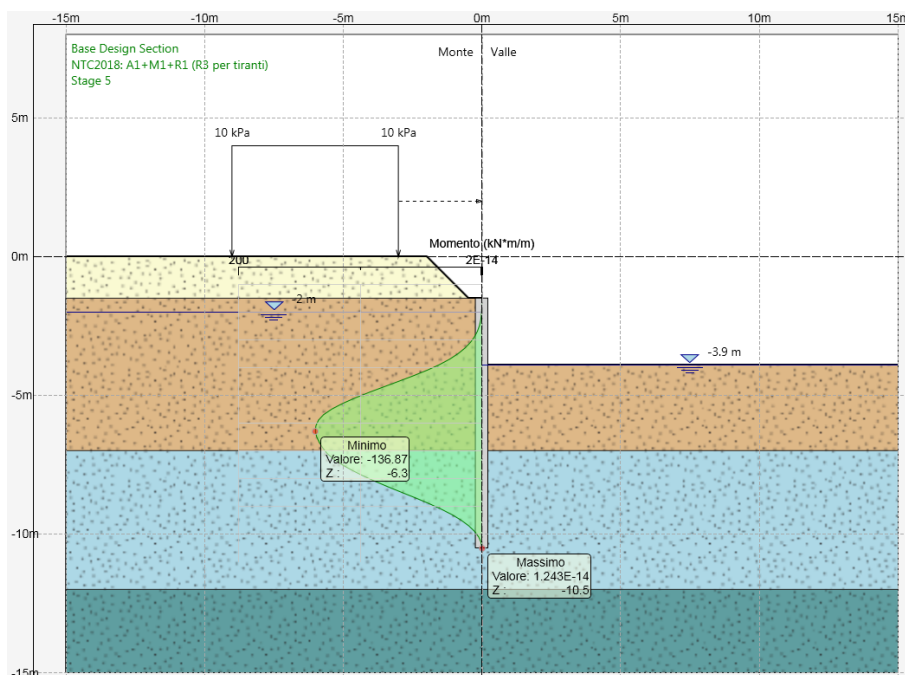 -15m
-10m
-5m
0m
5m
10m
15m
Base Design Section
NTC2018: A1+M1+R1 (R3 per tiranti)
Stage 5
Monte
Valle
5m
10 kPa
10 kPa
Momento (kN*m/m)
0m
200
2E-14
-2 m
-3.9 m
-5m
Minimo
Valore: -136.87
Z : -6.3
-10m
Massimo
Valore: 1.243E-14
Z : -10.5
-15m